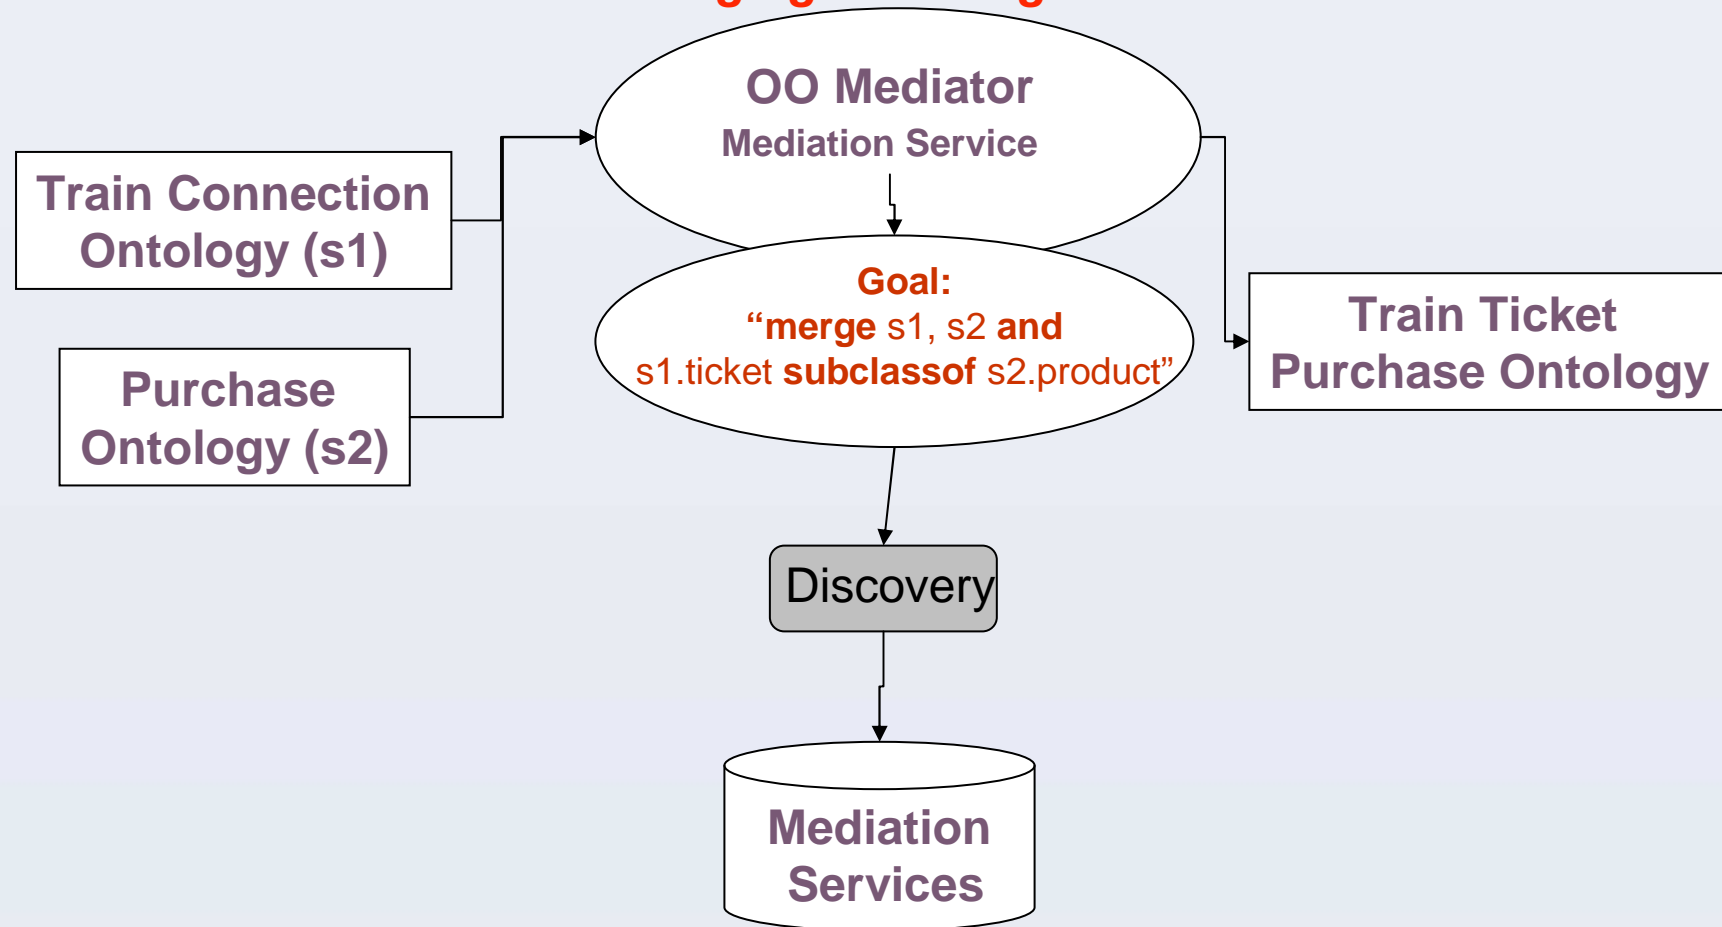 OO Mediator
Mediation Service
Train Connection
Ontology (s1)
Purchase
Ontology (s2)
Goal:
“merge s1, s2 and
s1.ticket subclassof s2.product”
Train Ticket
Purchase Ontology
Discovery
Mediation
Services